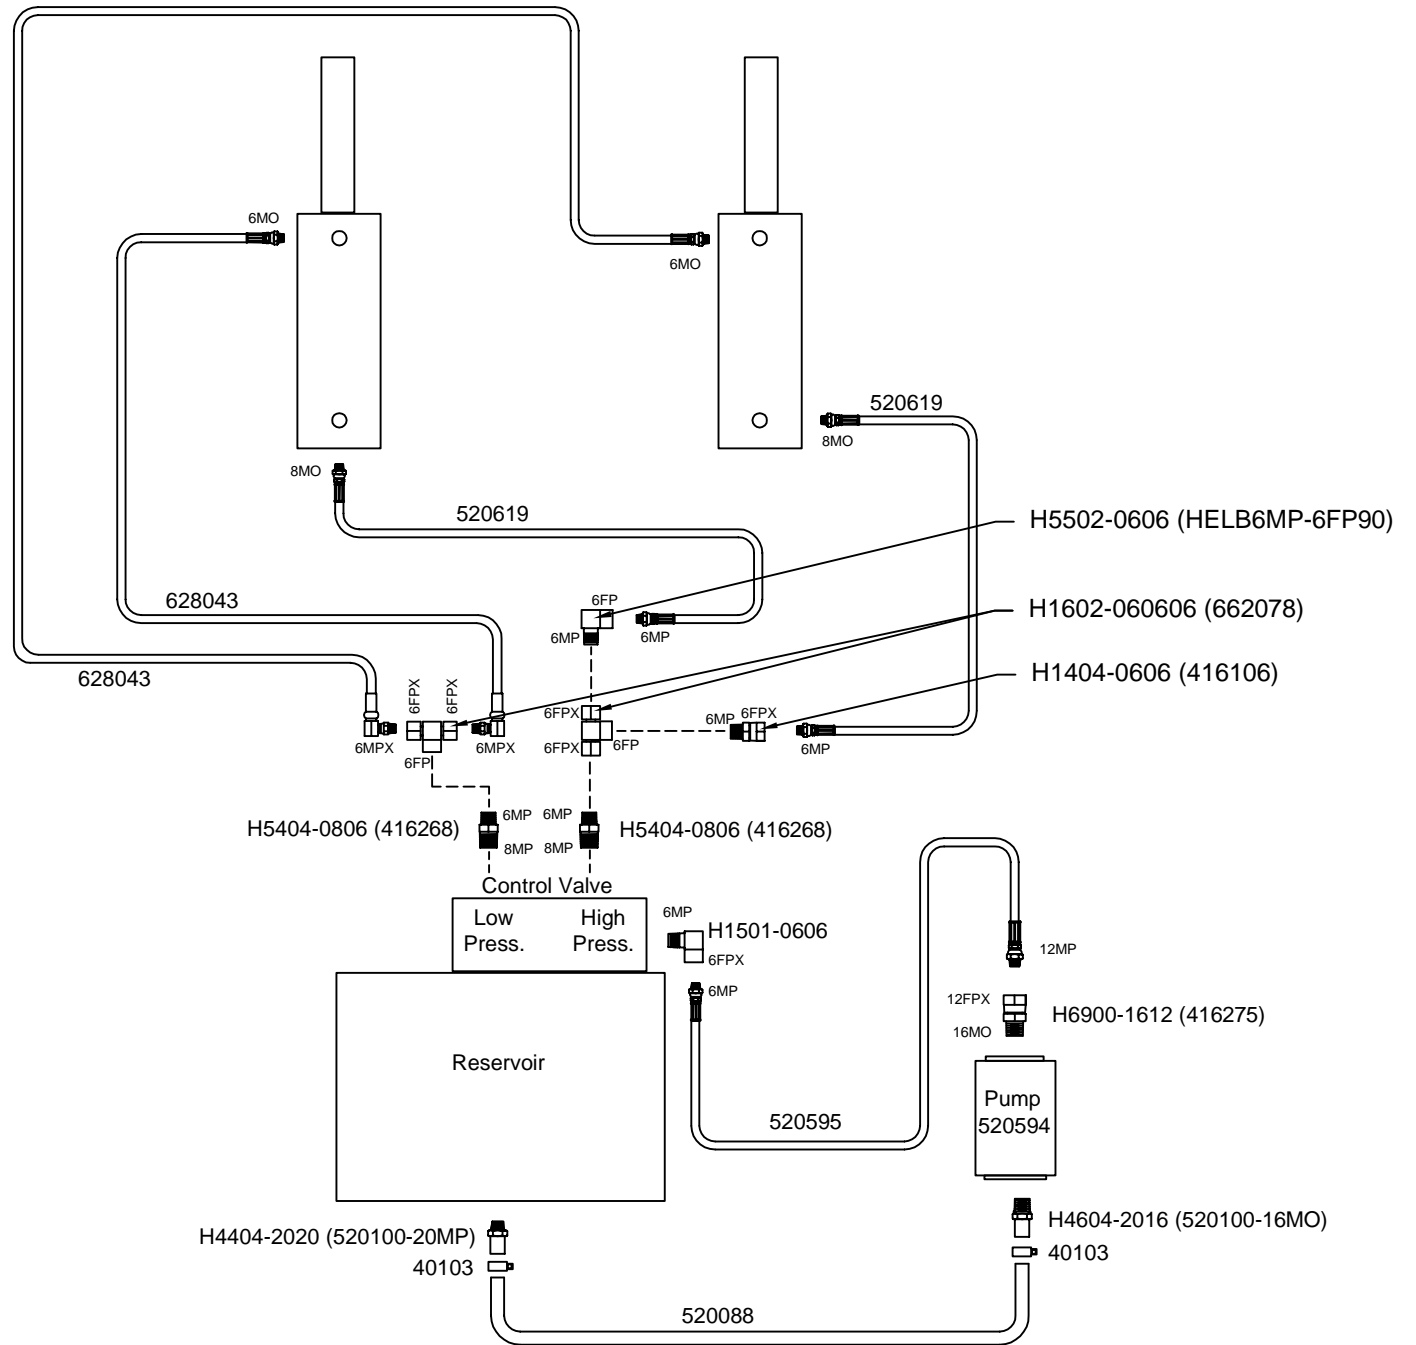 6MO
6MO
520619
8MO
8MO
520619
H5502-0606 (HELB6MP-6FP90)
628043
6FP
H1602-060606 (662078)
6MP
6MP
628043
H1404-0606 (416106)
6FPX
6FPX
6FPX
6MP
6FPX
6MPX
6MPX
6FPX
6FP
6MP
6FP
H5404-0806 (416268)
6MP
6MP
H5404-0806 (416268)
8MP
8MP
Control Valve
Low
Press.
High
Press.
6MP
H1501-0606
6FPX
12MP
6MP
12FPX
H6900-1612 (416275)
16MO
Reservoir
Pump
520594
520595
H4404-2020 (520100-20MP)
H4604-2016 (520100-16MO)
40103
40103
520088